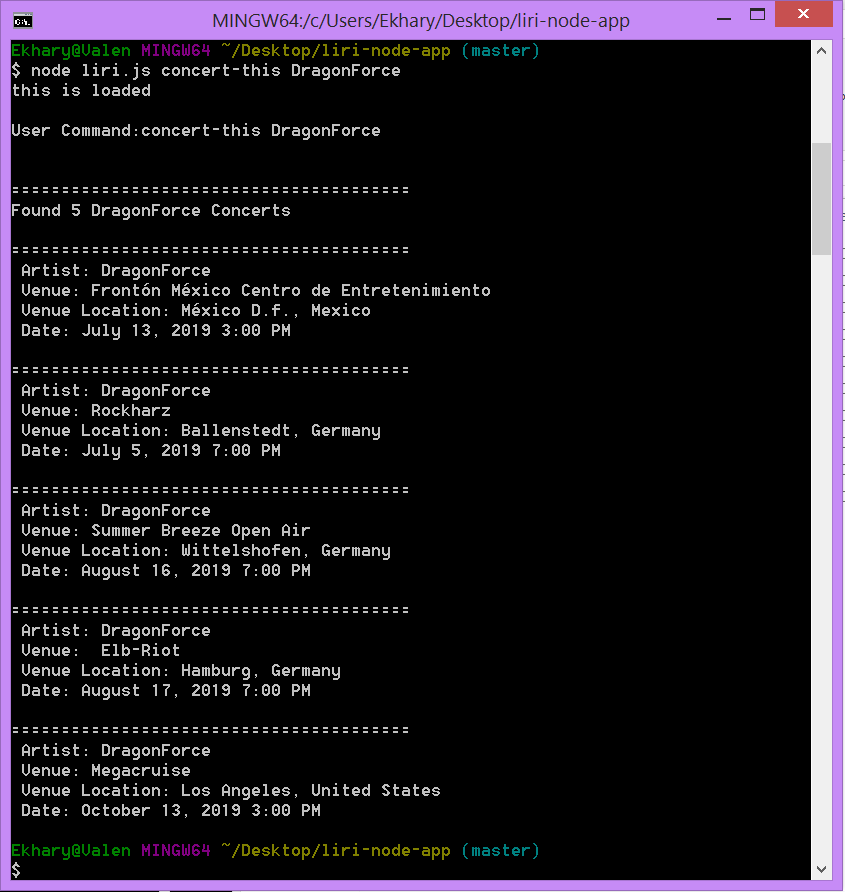 MINGW64:/c/Users/Ekhary/Desktop/liri-node-app
Ekhary@Valen MINGW64 ~/Desktop/liri-node-app (master)
$ node liri.js concert-this DragonForce
this is loaded
User Command:concert-this DragonForce
========================================
Found 5 DragonForce Concerts
========================================
Artist: DragonForce
Venue: Frontón México Centro de Entretenimiento
Venue Location: México D.f., Mexico
Date: July 13, 2019 3:00 PM
========================================
Artist: DragonForce
Venue: Rockharz
Venue Location: Ballenstedt, Germany
Date: July 5, 2019 7:00 PM
========================================
Artist: DragonForce
Venue: Summer Breeze Open Air
Venue Location: Wittelshofen, Germany
Date: August 16, 2019 7:00 PM
========================================
Artist: DragonForce
Venue:  Elb-Riot
Venue Location: Hamburg, Germany
Date: August 17, 2019 7:00 PM
========================================
Artist: DragonForce
Venue: Megacruise
Venue Location: Los Angeles, United States
Date: October 13, 2019 3:00 PM
Ekhary@Valen MINGW64 ~/Desktop/liri-node-app (master)
$